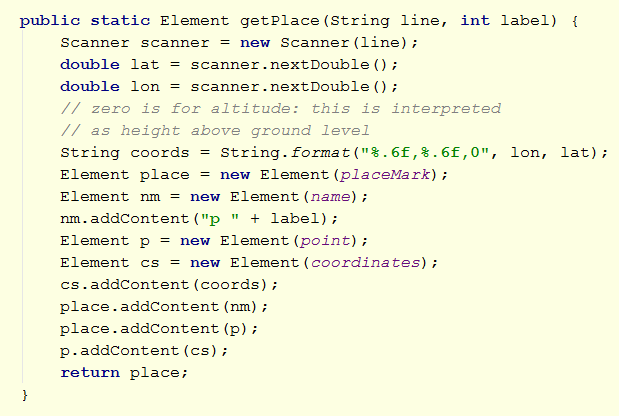 public static Element getPlace(String line, int label) {
    Scanner scanner = new Scanner(line);
    double lat = scanner.nextDouble();
    double lon = scanner.nextDouble();
    // zero is for altitude: this is interpreted
    // as height above ground level
    String coords = String.format("%.6f,%.6f,0", lon, lat);
    Element place = new Element(placeMark);
    Element nm = new Element(name);
    nm.addContent("p " + label);
    Element p = new Element(point);
    Element cs = new Element(coordinates);
    cs.addContent(coords);
    place.addContent(nm);
    place.addContent(p);
    p.addContent(cs);
    return place;
}